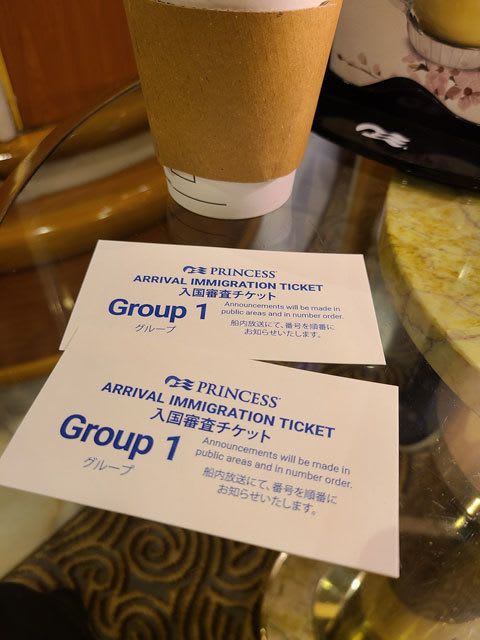 PRINCESS
ARRIVAL IMMIGRATION TICKET
入国審査チケット
Group 1
グループ
Announcements will be made in
public areas and in number order.
船内放送にて、番号を順番に
お知らせいたします。
PRINCESS
ARRIVAL IMMIGRATION TICKET
入国審査チケット
Group 1
グループ
Announcements will be made in
public areas and in number order.
船内放送にて、番号を順番に
お知らせいたします。